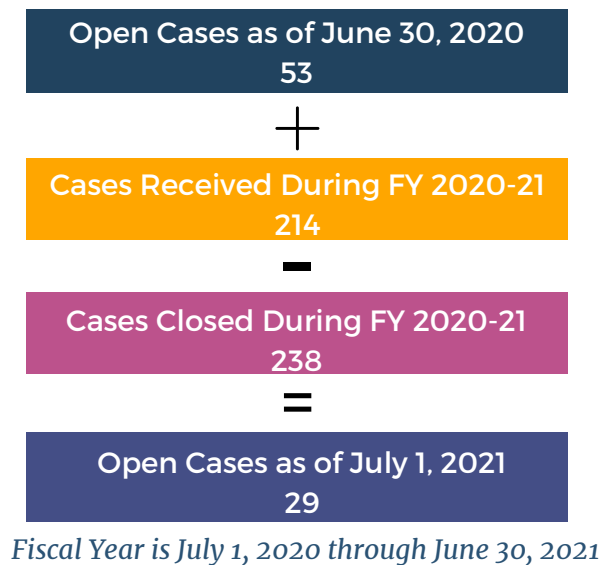 Open Cases as of June 30, 2020
53
+
Cases Received During FY 2020-21
214
-
Cases Closed During FY 2020-21
238
=
Open Cases as of July 1, 2021
29
Fiscal Year is July 1, 2020 through June 30, 2021